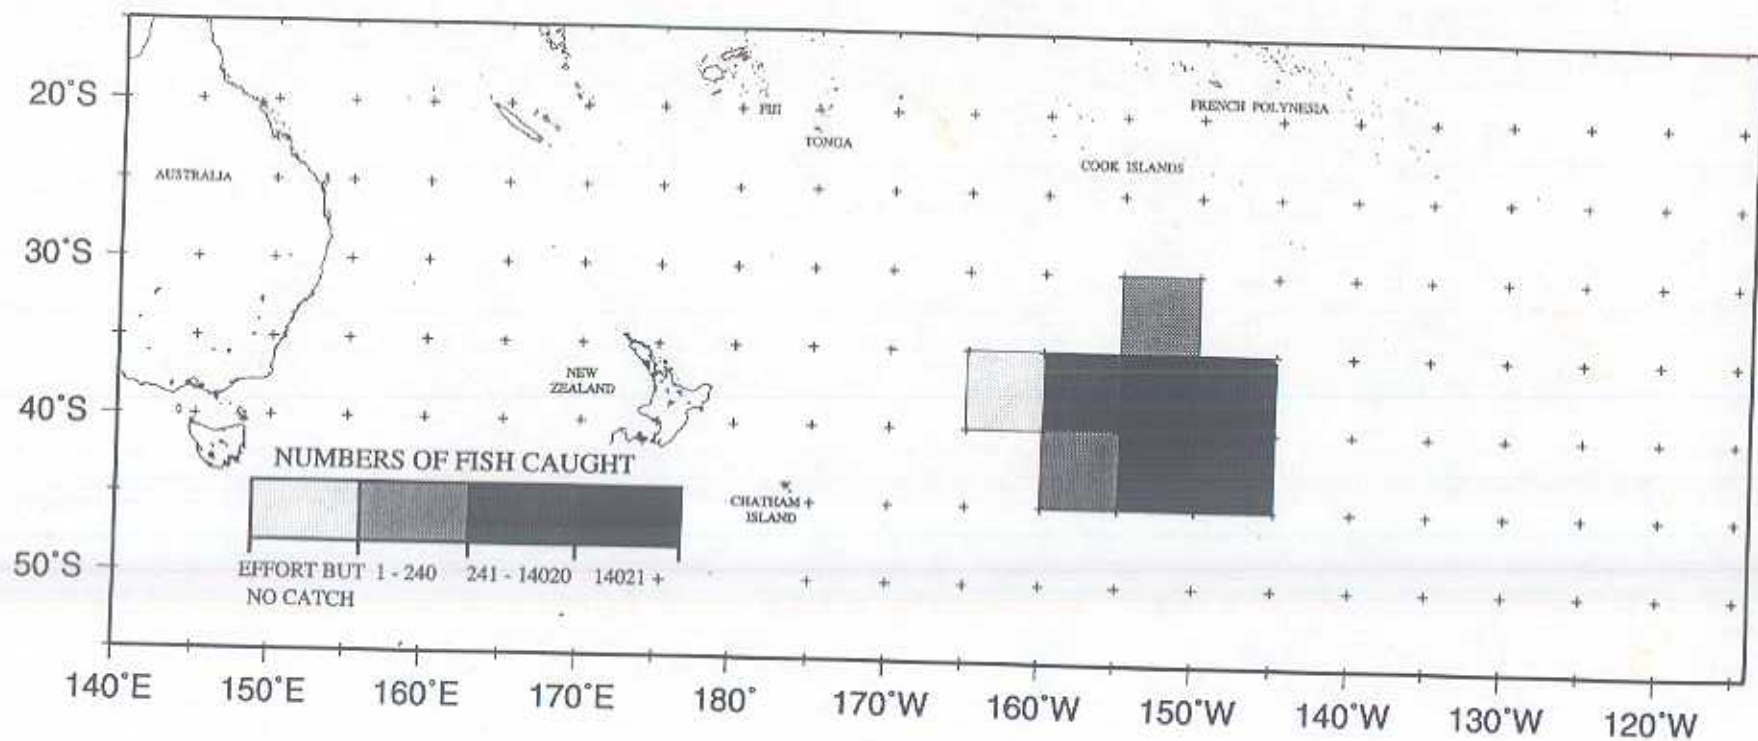 20°S
FIJI
FRENCH POLYNESIA
TONGA
COOK ISLANDS
AUSTRALIA
30°S
NEW
ZEALAND
40°S
NUMBERS OF FISH CAUGHT
CHATHAM
ISLAND
50°S
EFFORT BUT 1 - 240 241 - 14020 14021 +
NO CATCH
140°E 150°E 160°E 170°E 180° 170°W 160°W 150°W 140°W 130°W 120°W